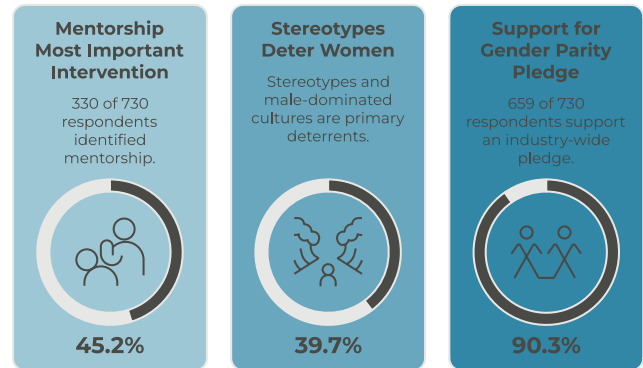 Mentorship
Most Important
Intervention
330 of 730
respondents
identified
mentorship.
45.2%
Stereotypes
Deter Women
Stereotypes and
male-dominated
cultures are primary
deterrents.
39.7%
Support for
Gender Parity
Pledge
659 of 730
respondents support
an industry-wide
pledge.
90.3%